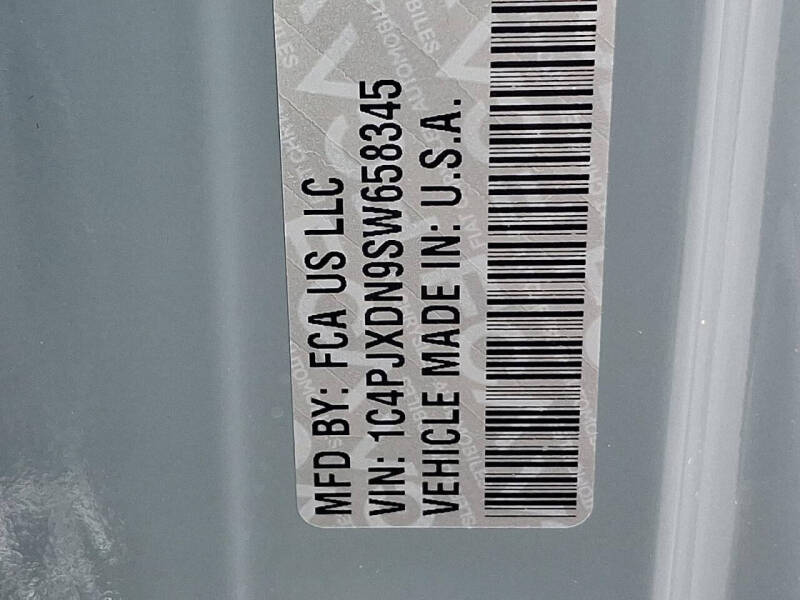 MFD BY: FCA US LLC
VIN: 1C4PJXDN9SW658345
VEHICLE MADE IN: U.S.A.